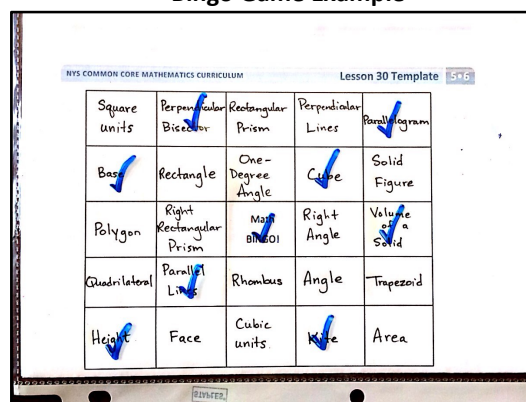 Bingo Game Example
NYS COMMON CORE MATHEMATICS CURRICULUM Lesson 30 Template 5•6
Square units
Perpendicular Bisector
Rectangular Prism
Perpendicular Lines
Parallelogram
Base
Rectangle
One-Degree Angle
Cube
Solid Figure
Polygon
Right Rectangular Prism
Math BINGO!
Right Angle
Volume of a Solid
Quadrilateral
Parallel Lines
Rhombus
Angle
Trapezoid
Height
Face
Cubic units.
Kite
Area
STAPLES